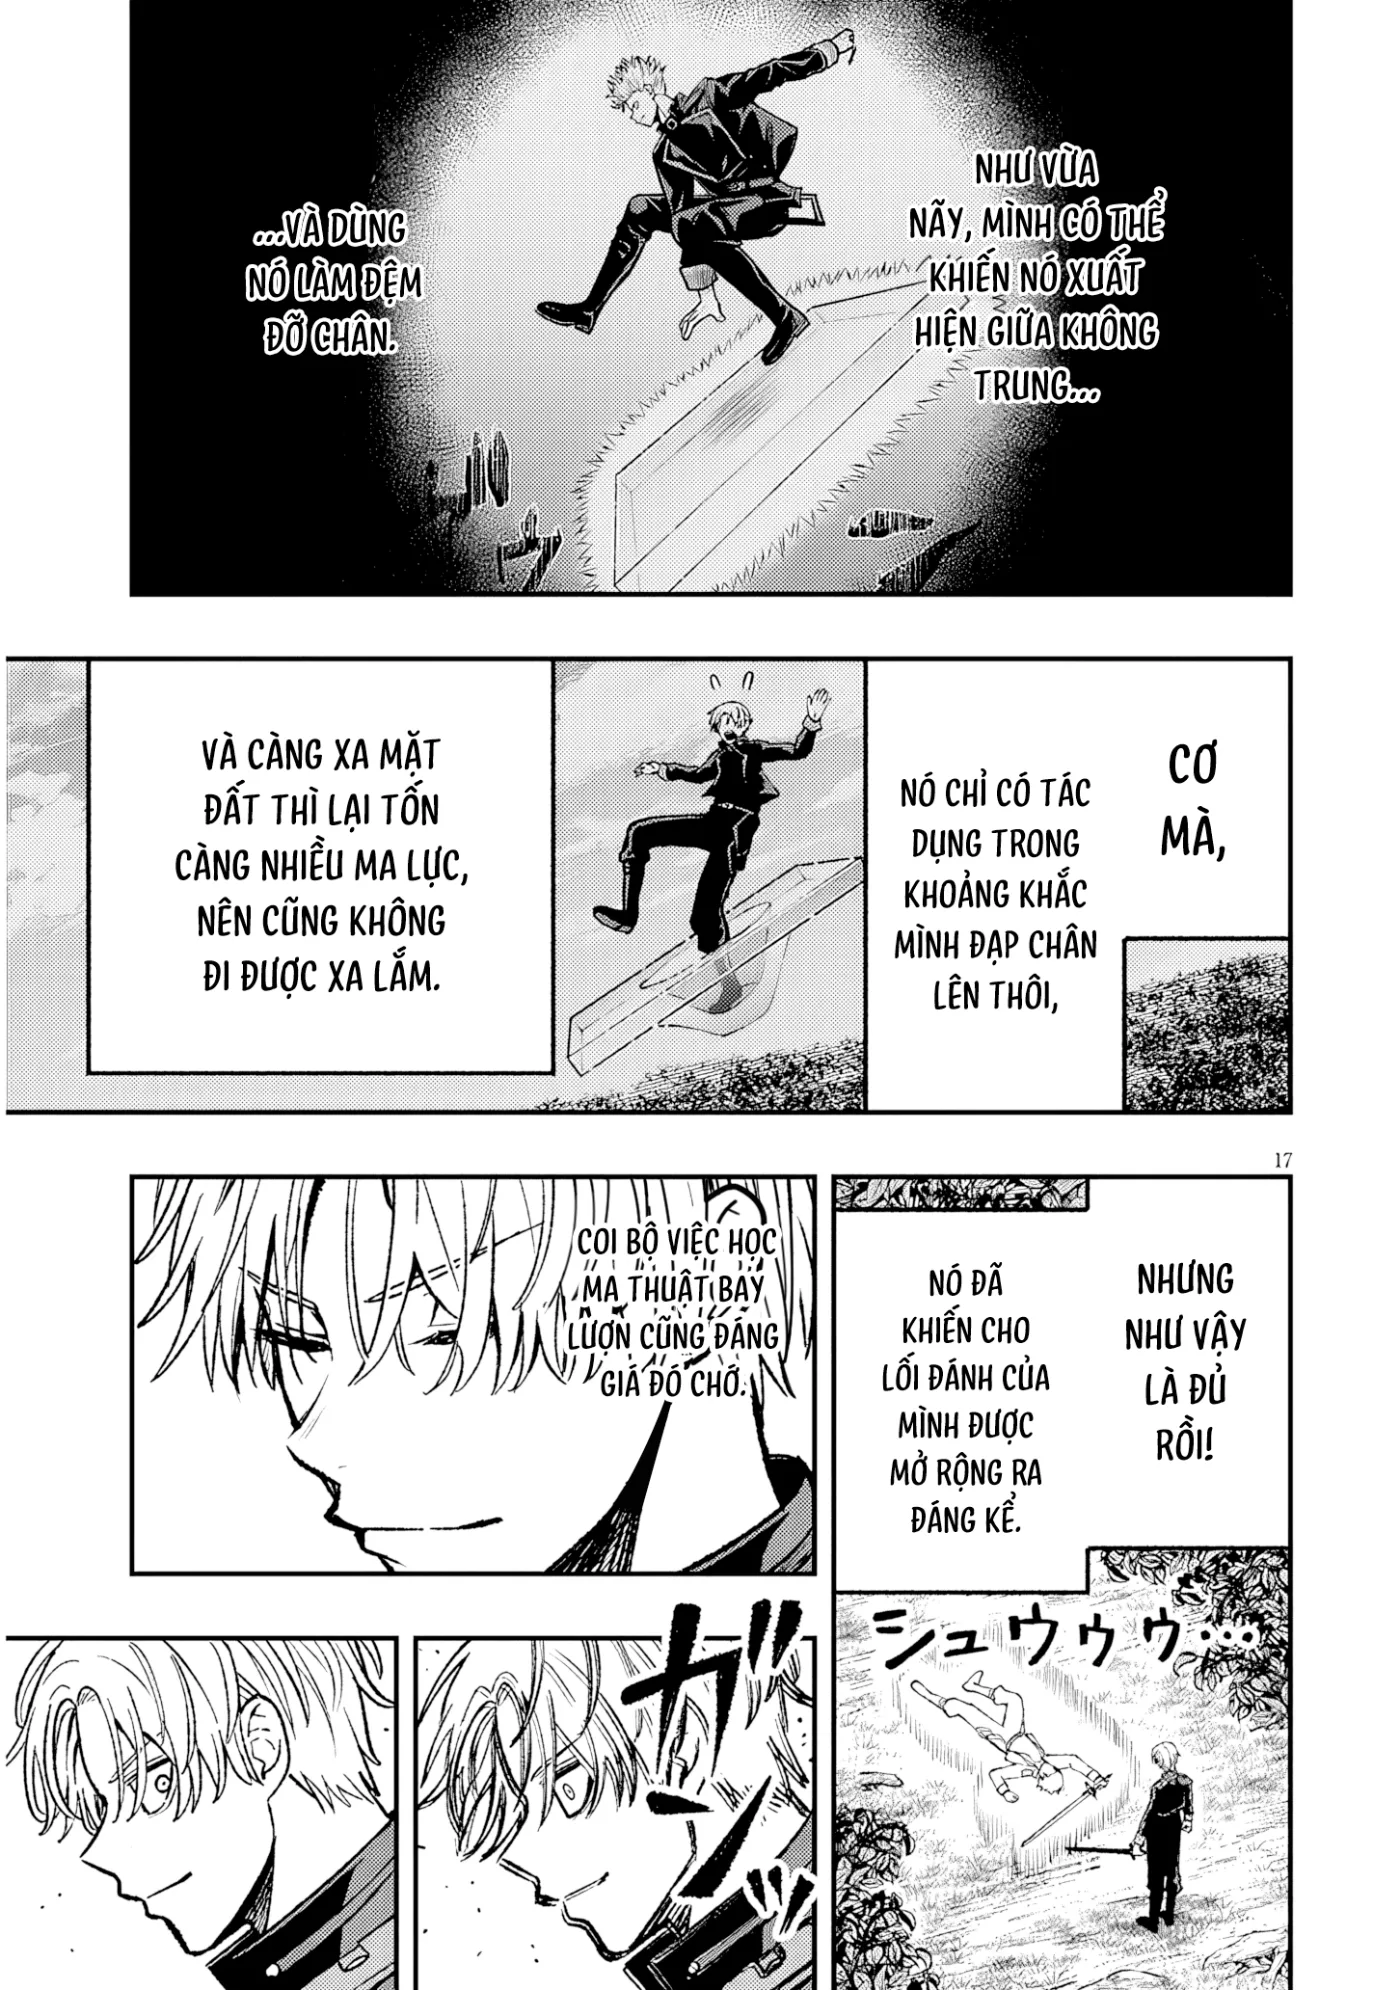 NHƯ VỪA
NÃY, MÌNH CÓ THỂ
KHIẾN NÓ XUẤT
HIỆN GIỮA KHÔNG
TRUNG...
...VÀ DÙNG
NÓ LÀM ĐỆM
ĐỠ CHÂN.
CƠ
MÀ,
NÓ CHỈ CÓ TÁC
DỤNG TRONG
KHOẢNG KHẮC
MÌNH ĐẠP CHÂN
LÊN THÔI,
VÀ CÀNG XA MẶT
ĐẤT THÌ LẠI TỐN
CÀNG NHIỀU MA LỰC,
NÊN CŨNG KHÔNG
ĐI ĐƯỢC XA LẮM.
17
NHƯNG
NHƯ VẬY
LÀ ĐỦ
RỒI!
NÓ ĐÃ
KHIẾN CHO
LỐI ĐÁNH CỦA
MÌNH ĐƯỢC
MỞ RỘNG RA
ĐÁNG KỂ.
シュウゥゥ...
COI BỘ VIỆC HỌC
MA THUẬT BAY
LƯỢN CŨNG ĐÁNG
GIÁ ĐÓ CHỚ.
ガシッ